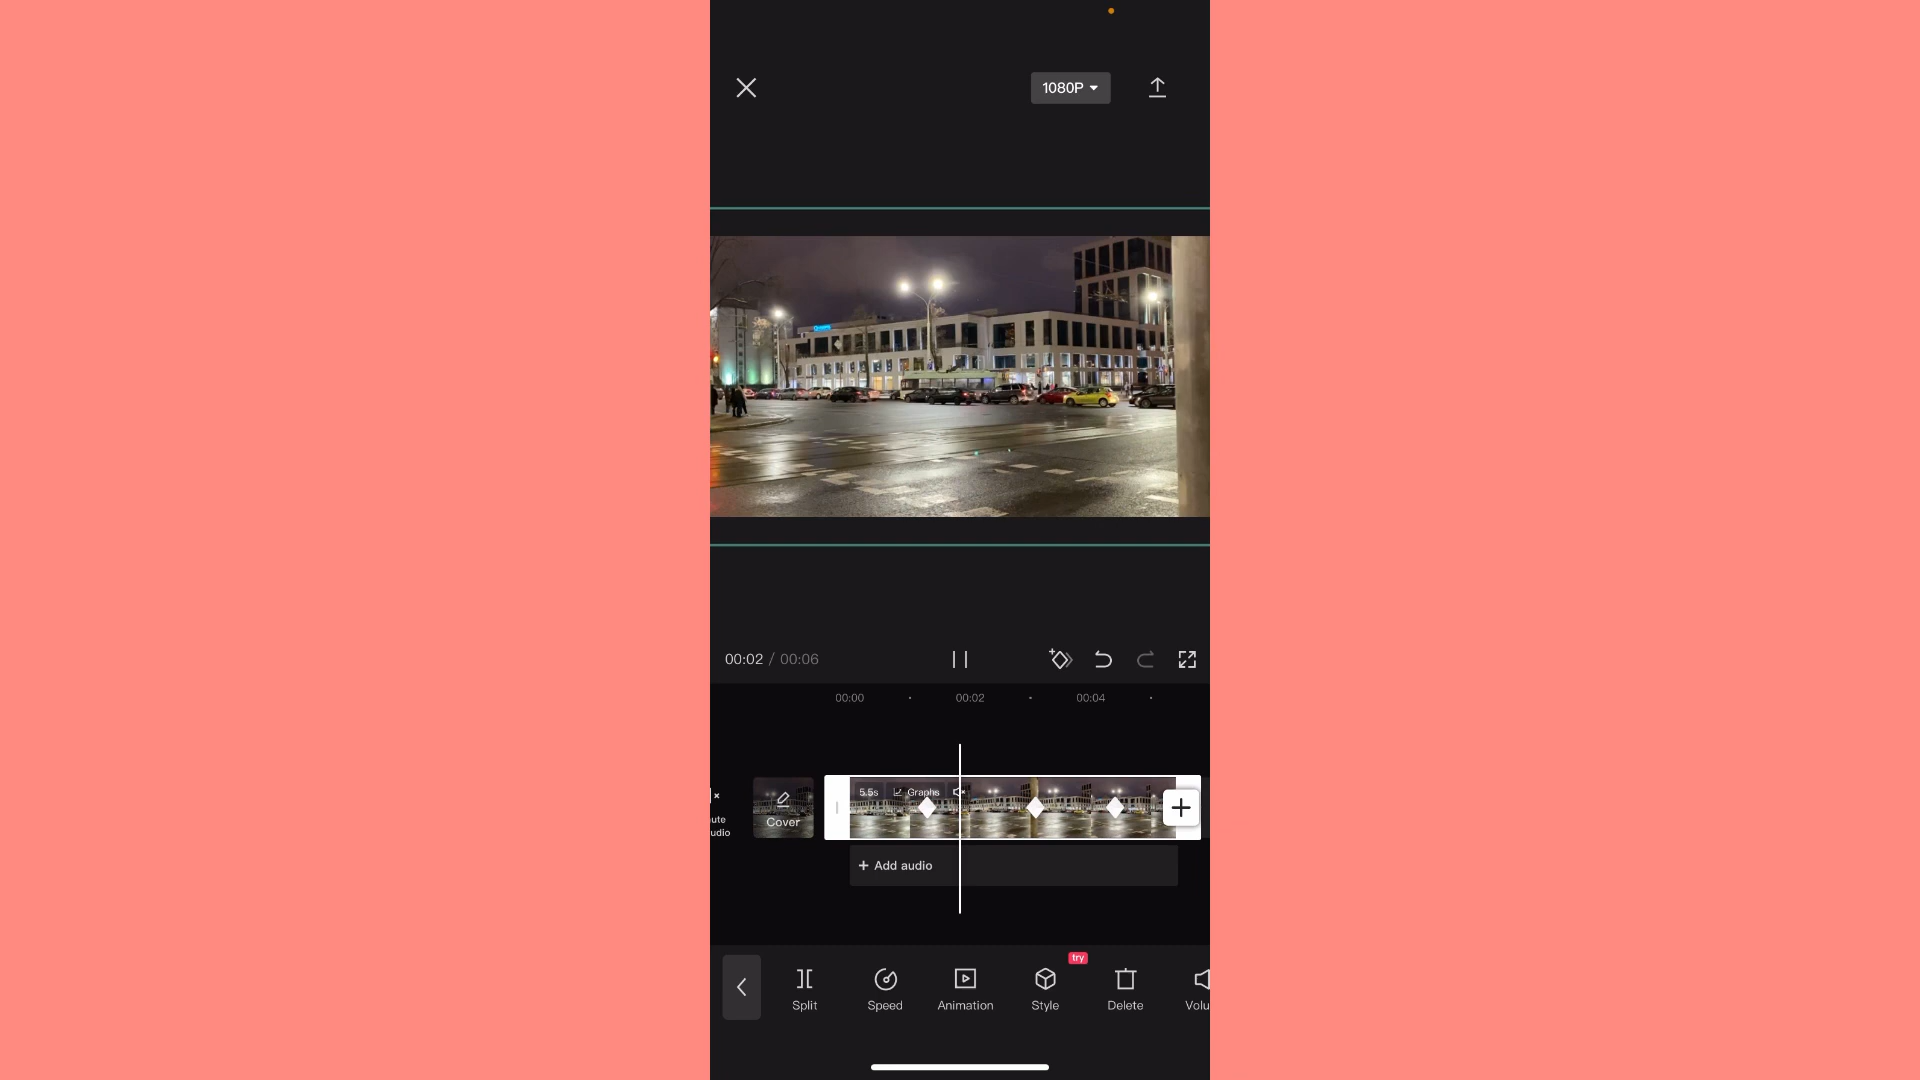 1080P
00:02 / 00:06
00:00 00:02 00:04
5.5s Graphs
ute
udio
Cover
+ Add audio
try
Split Speed Animation Style Delete Volu